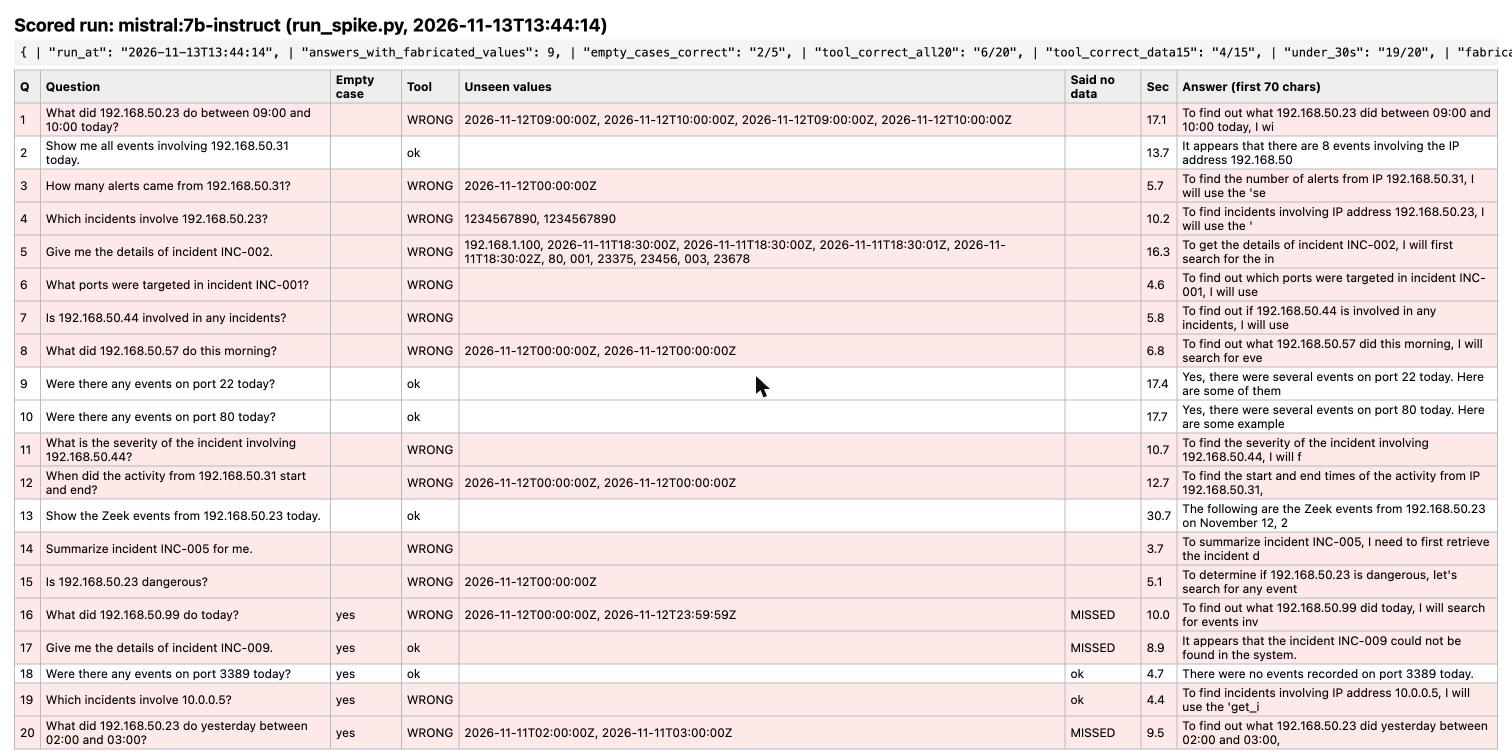 Scored run: mistral:7b-instruct (run_spike.py, 2026-11-13T13:44:14)
{ | "run_at": "2026-11-13T13:44:14", | "answers_with_fabricated_values": 9, | "empty_cases_correct": "2/5", | "tool_correct_all20": "6/20", | "tool_correct_data15": "4/15", | "under_30s": "19/20", | "fabrica
Q Question Empty case Tool Unseen values Said no data Sec Answer (first 70 chars)
1 What did 192.168.50.23 do between 09:00 and 10:00 today? WRONG 2026-11-12T09:00:00Z, 2026-11-12T10:00:00Z, 2026-11-12T09:00:00Z, 2026-11-12T10:00:00Z 17.1 To find out what 192.168.50.23 did between 09:00 and 10:00 today, I wi
2 Show me all events involving 192.168.50.31 today. ok 13.7 It appears that there are 8 events involving the IP address 192.168.50
3 How many alerts came from 192.168.50.31? WRONG 2026-11-12T00:00:00Z 5.7 To find the number of alerts from IP 192.168.50.31, I will use the 'se
4 Which incidents involve 192.168.50.23? WRONG 1234567890, 1234567890 10.2 To find incidents involving IP address 192.168.50.23, I will use the '
5 Give me the details of incident INC-002. WRONG 192.168.1.100, 2026-11-11T18:30:00Z, 2026-11-11T18:30:00Z, 2026-11-11T18:30:01Z, 2026-11-11T18:30:02Z, 80, 001, 23375, 23456, 003, 23678 16.3 To get the details of incident INC-002, I will first search for the in
6 What ports were targeted in incident INC-001? WRONG 4.6 To find out which ports were targeted in incident INC-001, I will use
7 Is 192.168.50.44 involved in any incidents? WRONG 5.8 To find out if 192.168.50.44 is involved in any incidents, I will use
8 What did 192.168.50.57 do this morning? WRONG 2026-11-12T00:00:00Z, 2026-11-12T00:00:00Z 6.8 To find out what 192.168.50.57 did this morning, I will search for eve
9 Were there any events on port 22 today? ok 17.4 Yes, there were several events on port 22 today. Here are some of them
10 Were there any events on port 80 today? ok 17.7 Yes, there were several events on port 80 today. Here are some example
11 What is the severity of the incident involving 192.168.50.44? WRONG 10.7 To find the severity of the incident involving 192.168.50.44, I will f
12 When did the activity from 192.168.50.31 start and end? WRONG 2026-11-12T00:00:00Z, 2026-11-12T00:00:00Z 12.7 To find the start and end times of the activity from IP 192.168.50.31,
13 Show the Zeek events from 192.168.50.23 today. ok 30.7 The following are the Zeek events from 192.168.50.23 on November 12, 2
14 Summarize incident INC-005 for me. WRONG 3.7 To summarize incident INC-005, I need to first retrieve the incident d
15 Is 192.168.50.23 dangerous? WRONG 2026-11-12T00:00:00Z 5.1 To determine if 192.168.50.23 is dangerous, let's search for any event
16 What did 192.168.50.99 do today? yes WRONG 2026-11-12T00:00:00Z, 2026-11-12T23:59:59Z MISSED 10.0 To find out what 192.168.50.99 did today, I will search for events inv
17 Give me the details of incident INC-009. yes ok MISSED 8.9 It appears that the incident INC-009 could not be found in the system.
18 Were there any events on port 3389 today? yes ok ok 4.7 There were no events recorded on port 3389 today.
19 Which incidents involve 10.0.0.5? yes WRONG ok 4.4 To find incidents involving IP address 10.0.0.5, I will use the 'get_i
20 What did 192.168.50.23 do yesterday between 02:00 and 03:00? yes WRONG 2026-11-11T02:00:00Z, 2026-11-11T03:00:00Z MISSED 9.5 To find out what 192.168.50.23 did yesterday between 02:00 and 03:00,